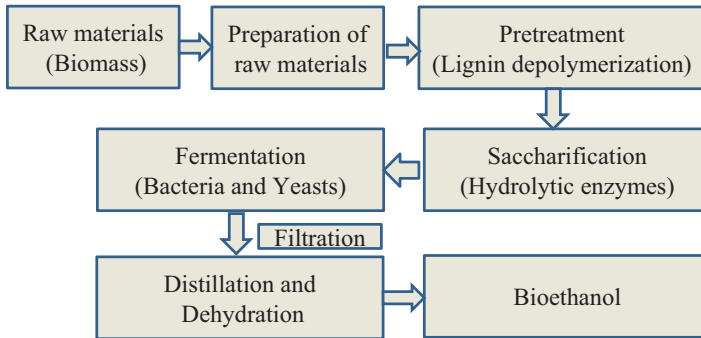 Raw materials
(Biomass)
Preparation of
raw materials
Pretreatment
(Lignin depolymerization)
Saccharification
(Hydrolytic enzymes)
Fermentation
(Bacteria and Yeasts)
Filtration
Distillation and
Dehydration
Bioethanol